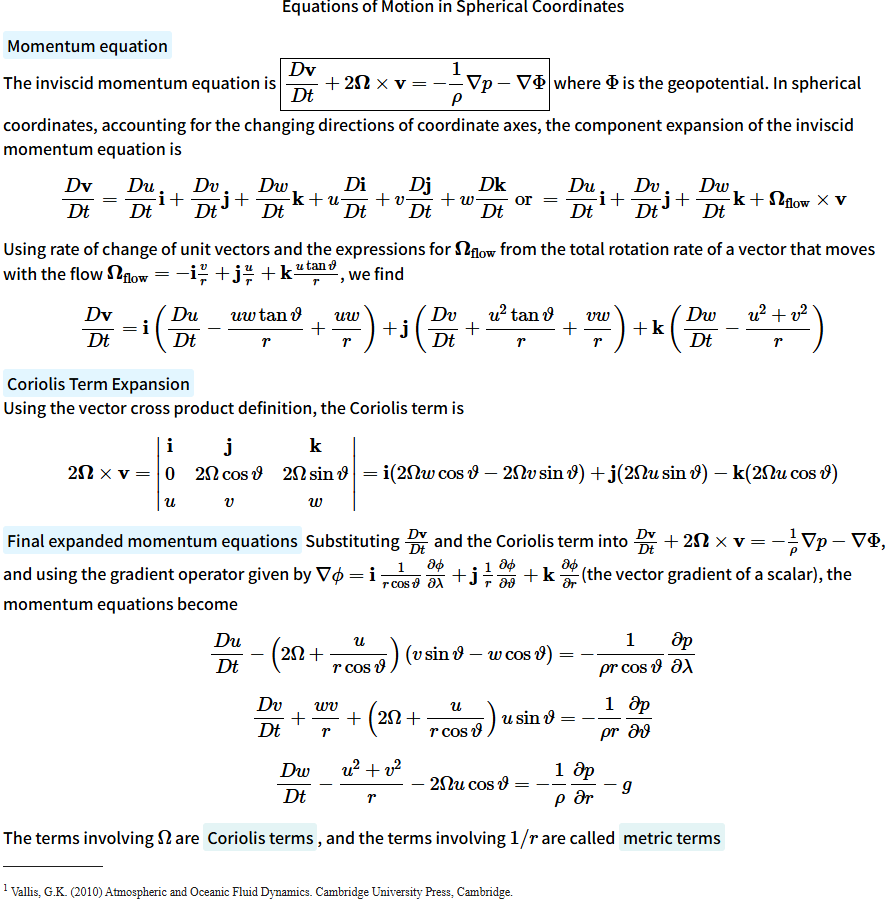 Equations of Motion in Spherical Coordinates
Momentum equation
The inviscid momentum equation is $\boxed{\frac{D\mathbf{v}}{Dt} + 2\mathbf{\Omega} \times \mathbf{v} = -\frac{1}{\rho}\nabla p - \nabla\Phi}$ where $\Phi$ is the geopotential. In spherical
coordinates, accounting for the changing directions of coordinate axes, the component expansion of the inviscid
momentum equation is
$\frac{D\mathbf{v}}{Dt} = \frac{Du}{Dt}\mathbf{i} + \frac{Dv}{Dt}\mathbf{j} + \frac{Dw}{Dt}\mathbf{k} + u\frac{D\mathbf{i}}{Dt} + v\frac{D\mathbf{j}}{Dt} + w\frac{D\mathbf{k}}{Dt}$ or $= \frac{Du}{Dt}\mathbf{i} + \frac{Dv}{Dt}\mathbf{j} + \frac{Dw}{Dt}\mathbf{k} + \mathbf{\Omega}_{\text{flow}} \times \mathbf{v}$
Using rate of change of unit vectors and the expressions for $\mathbf{\Omega}_{\text{flow}}$ from the total rotation rate of a vector that moves
with the flow $\mathbf{\Omega}_{\text{flow}} = -\mathbf{i}\frac{v}{r} + \mathbf{j}\frac{u}{r} + \mathbf{k}\frac{u\tan\vartheta}{r}$, we find
$\frac{D\mathbf{v}}{Dt} = \mathbf{i}\left(\frac{Du}{Dt} - \frac{uw\tan\vartheta}{r} + \frac{uw}{r}\right) + \mathbf{j}\left(\frac{Dv}{Dt} + \frac{u^2\tan\vartheta}{r} + \frac{vw}{r}\right) + \mathbf{k}\left(\frac{Dw}{Dt} - \frac{u^2+v^2}{r}\right)$
Coriolis Term Expansion
Using the vector cross product definition, the Coriolis term is
$2\mathbf{\Omega} \times \mathbf{v} = \begin{vmatrix} \mathbf{i} & \mathbf{j} & \mathbf{k} \\ 0 & 2\Omega\cos\vartheta & 2\Omega\sin\vartheta \\ u & v & w \end{vmatrix} = \mathbf{i}(2\Omega w\cos\vartheta - 2\Omega v\sin\vartheta) + \mathbf{j}(2\Omega u\sin\vartheta) - \mathbf{k}(2\Omega u\cos\vartheta)$
Final expanded momentum equations Substituting $\frac{D\mathbf{v}}{Dt}$ and the Coriolis term into $\frac{D\mathbf{v}}{Dt} + 2\mathbf{\Omega} \times \mathbf{v} = -\frac{1}{\rho}\nabla p - \nabla\Phi$,
and using the gradient operator given by $\nabla\phi = \mathbf{i}\frac{1}{r\cos\vartheta}\frac{\partial\phi}{\partial\lambda} + \mathbf{j}\frac{1}{r}\frac{\partial\phi}{\partial\vartheta} + \mathbf{k}\frac{\partial\phi}{\partial r}$ (the vector gradient of a scalar), the
momentum equations become
$\frac{Du}{Dt} - \left(2\Omega + \frac{u}{r\cos\vartheta}\right)(v\sin\vartheta - w\cos\vartheta) = -\frac{1}{\rho r\cos\vartheta}\frac{\partial p}{\partial\lambda}$
$\frac{Dv}{Dt} + \frac{wv}{r} + \left(2\Omega + \frac{u}{r\cos\vartheta}\right)u\sin\vartheta = -\frac{1}{\rho r}\frac{\partial p}{\partial\vartheta}$
$\frac{Dw}{Dt} - \frac{u^2+v^2}{r} - 2\Omega u\cos\vartheta = -\frac{1}{\rho}\frac{\partial p}{\partial r} - g$
The terms involving $\Omega$ are Coriolis terms, and the terms involving $1/r$ are called metric terms
$^1$ Vallis, G.K. (2010) Atmospheric and Oceanic Fluid Dynamics. Cambridge University Press, Cambridge.